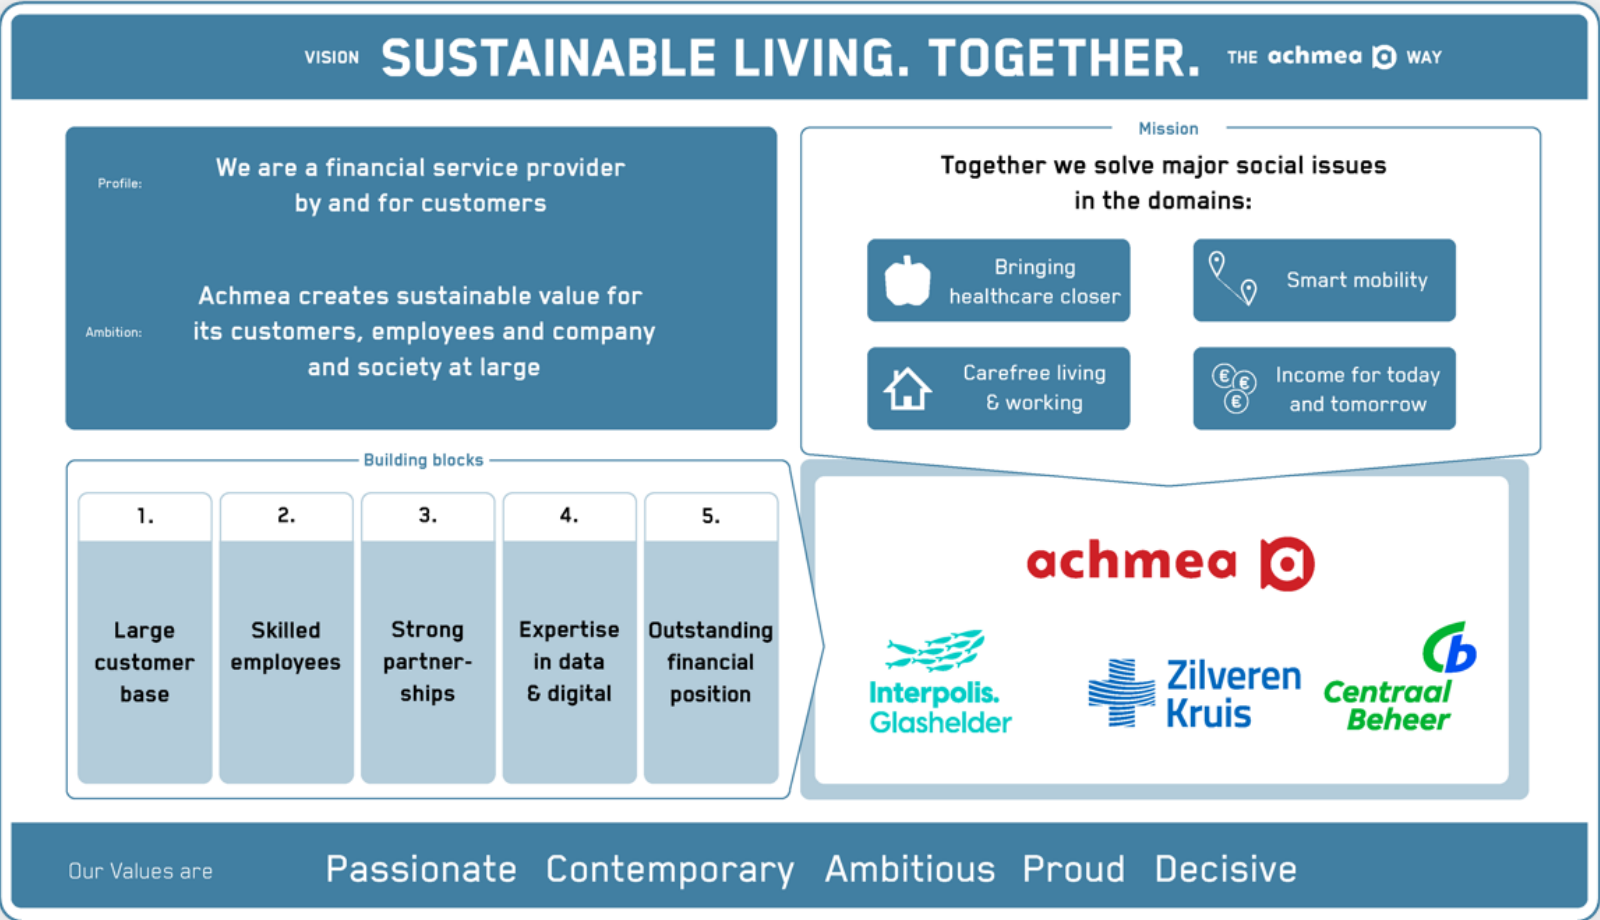 VISION SUSTAINABLE LIVING. TOGETHER. THE achmea WAY
Profile:
We are a financial service provider
by and for customers
Ambition:
Achmea creates sustainable value for
its customers, employees and company
and society at large
Mission
Together we solve major social issues
in the domains:
Bringing
healthcare closer
Smart mobility
Carefree living
& working
€ € €
Income for today
and tomorrow
Building blocks
1.
Large
customer
base
2.
Skilled
employees
3.
Strong
partner-
ships
4.
Expertise
in data
& digital
5.
Outstanding
financial
position
achmea
Interpolis.
Glashelder
Zilveren
Kruis
Cb
Centraal
Beheer
Our Values are Passionate Contemporary Ambitious Proud Decisive